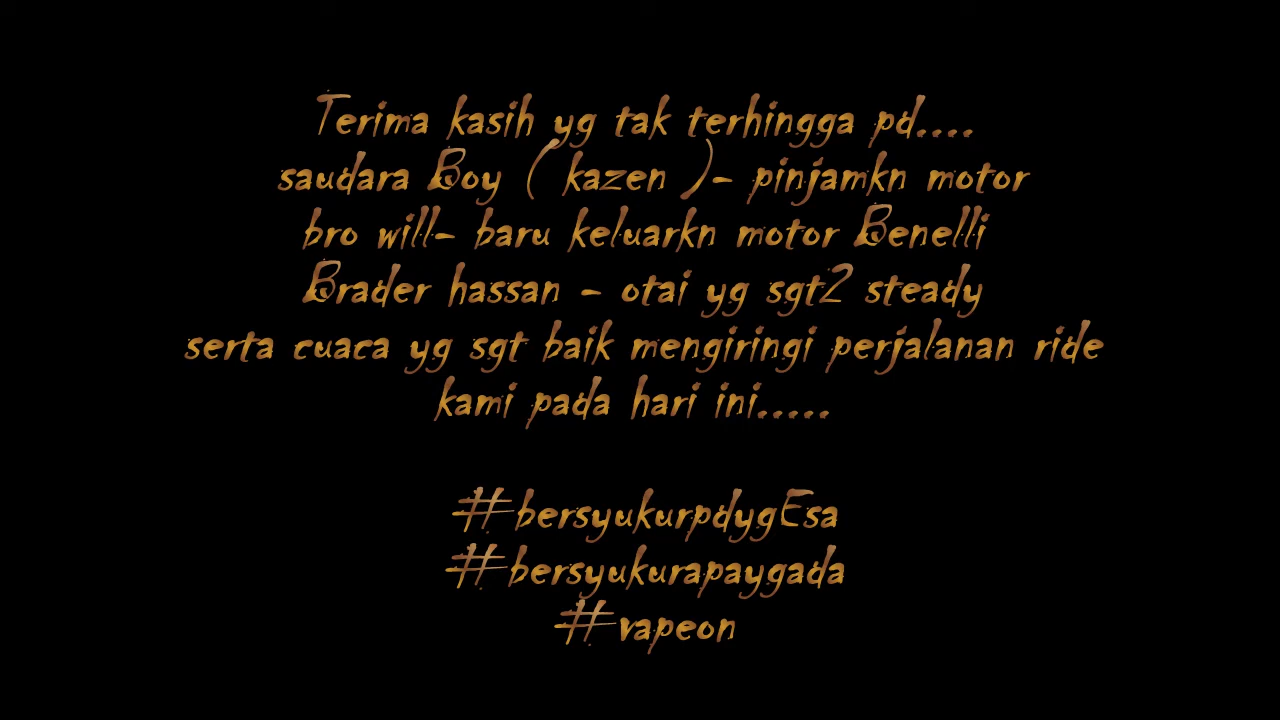 Terima kasih yg tak terhingga pd....
saudara Boy ( kazen )- pinjamkn motor
bro will- baru keluarkn motor Benelli
Brader hassan - otai yg sgt2 steady
serta cuaca yg sgt baik mengiringi perjalanan ride
kami pada hari ini.....
#bersyukurpdygEsa
#bersyukurapaygada
#vapeon